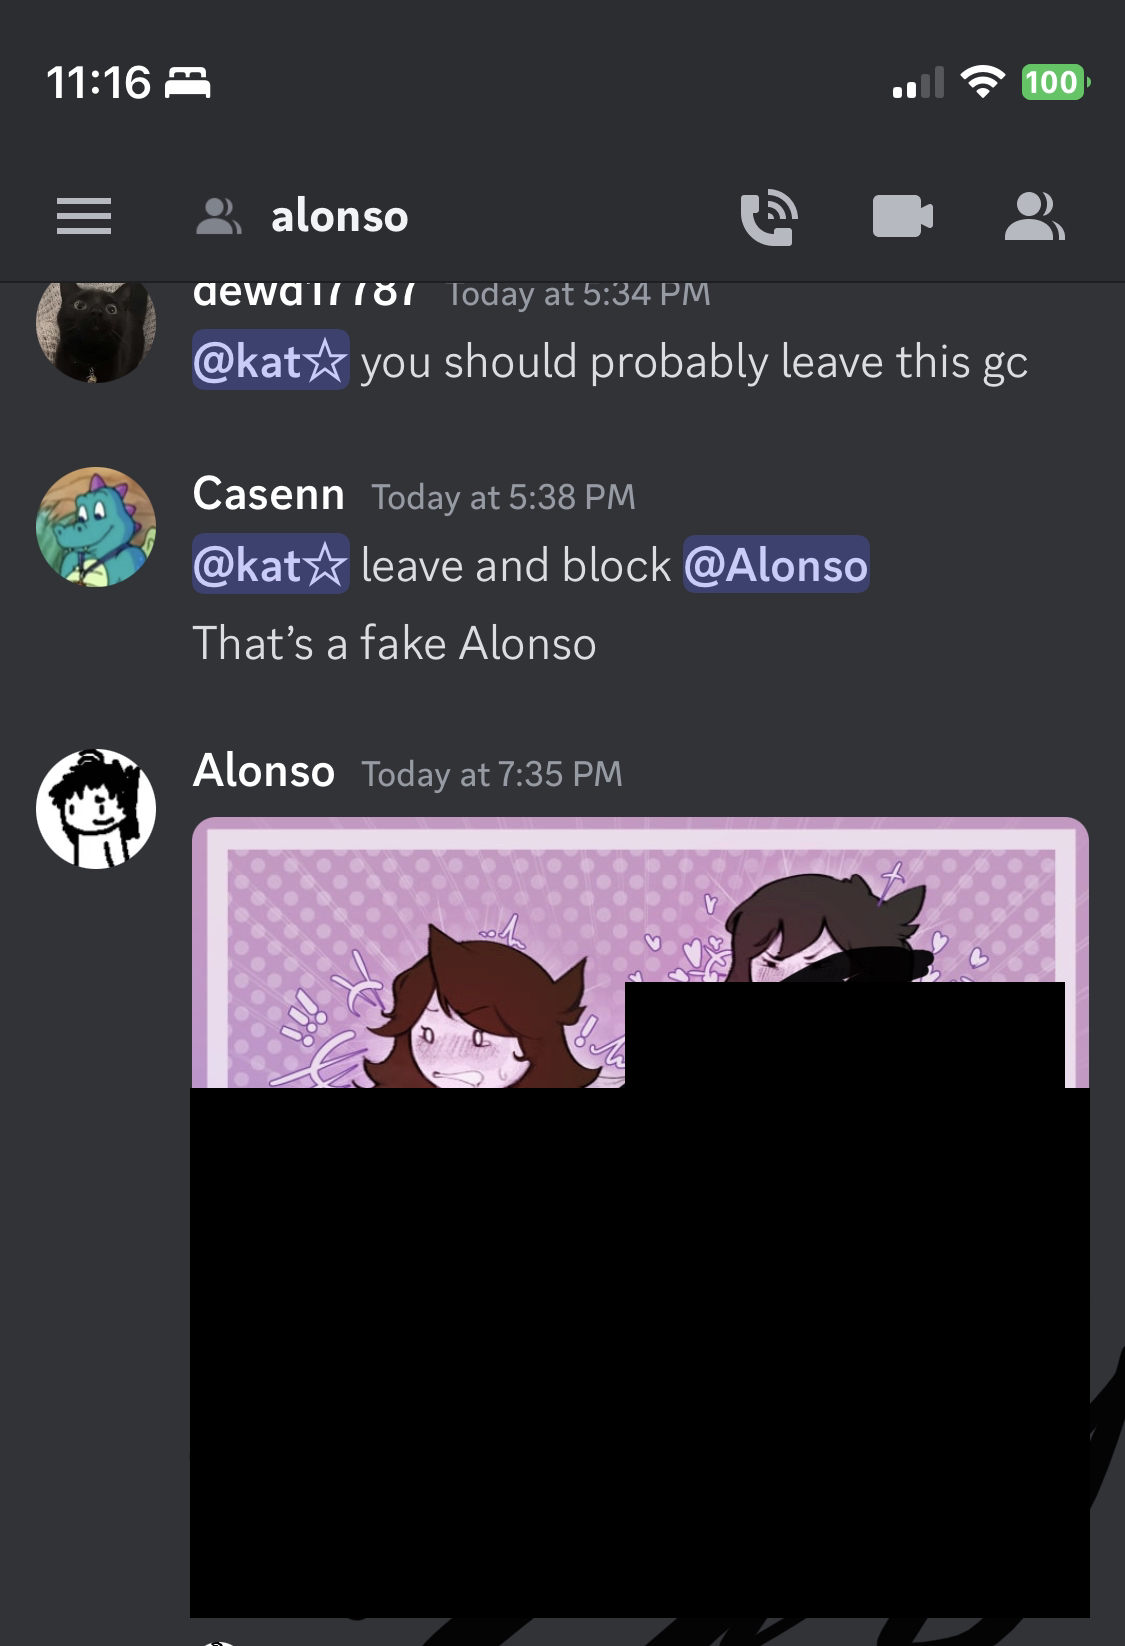 11:16
100
alonso
dewd17787 Today at 5:34 PM
@kat☆ you should probably leave this gc
Casenn Today at 5:38 PM
@kat☆ leave and block @Alonso
That’s a fake Alonso
Alonso Today at 7:35 PM